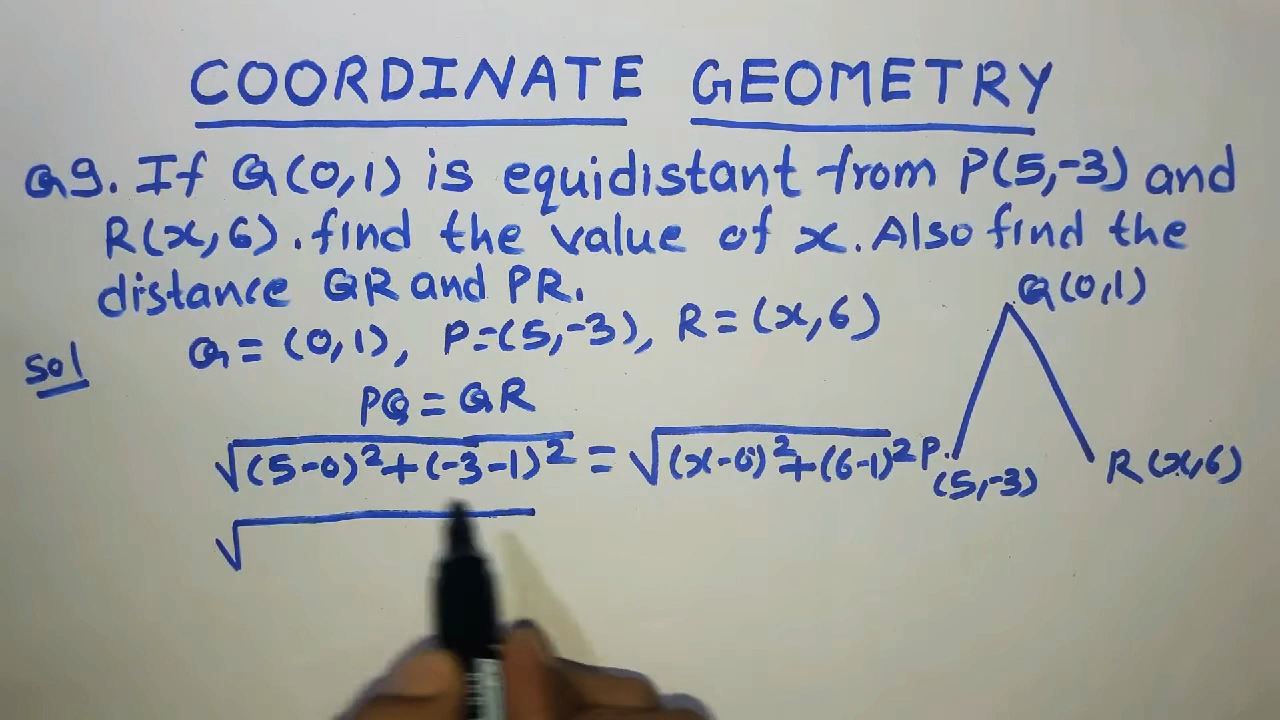 COORDINATE GEOMETRY
Q9. If Q(0,1) is equidistant from P(5,-3) and
R(x,6). find the value of x. Also find the
distance QR and PR.
Q(0,1)
Sol Q = (0,1), P=(5,-3), R = (x,6)
PQ = QR
√(5-0)²+(-3-1)² = √(x-0)²+(6-1)²
P.
(5,-3)
R(x,6)
√